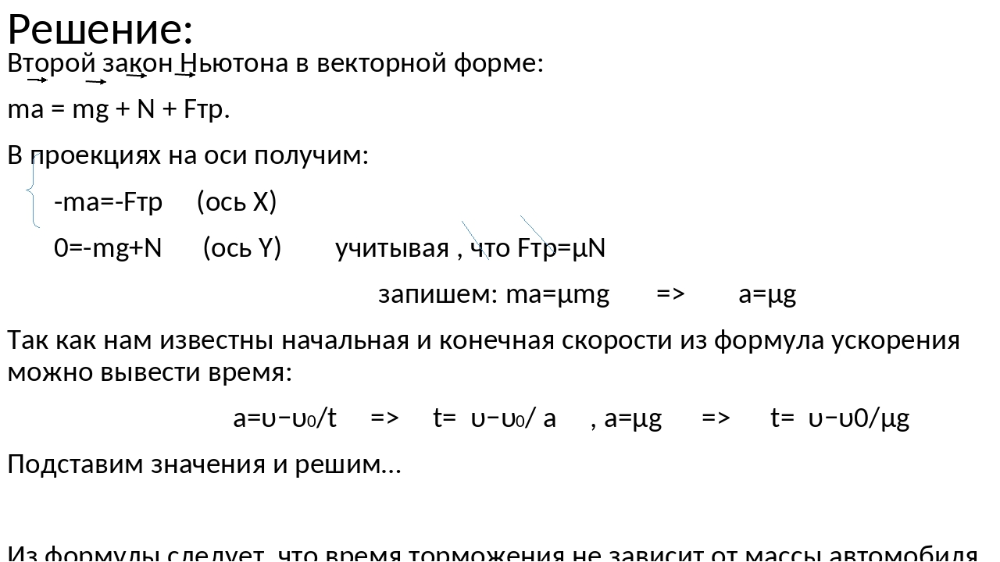 Решение:
Второй закон Ньютона в векторной форме:
ma = mg + N + Fтр.
В проекциях на оси получим:
-ma=-Fтр (ось X)
0=-mg+N (ось Y) учитывая , что Fтр=μN
запишем: ma=μmg => a=μg
Так как нам известны начальная и конечная скорости из формула ускорения
можно вывести время:
a=υ−υ₀/t => t= υ−υ₀/ a , a=μg => t= υ−υ0/μg
Подставим значения и решим…
Из формулы следует, что время торможения не зависит от массы автомобиля